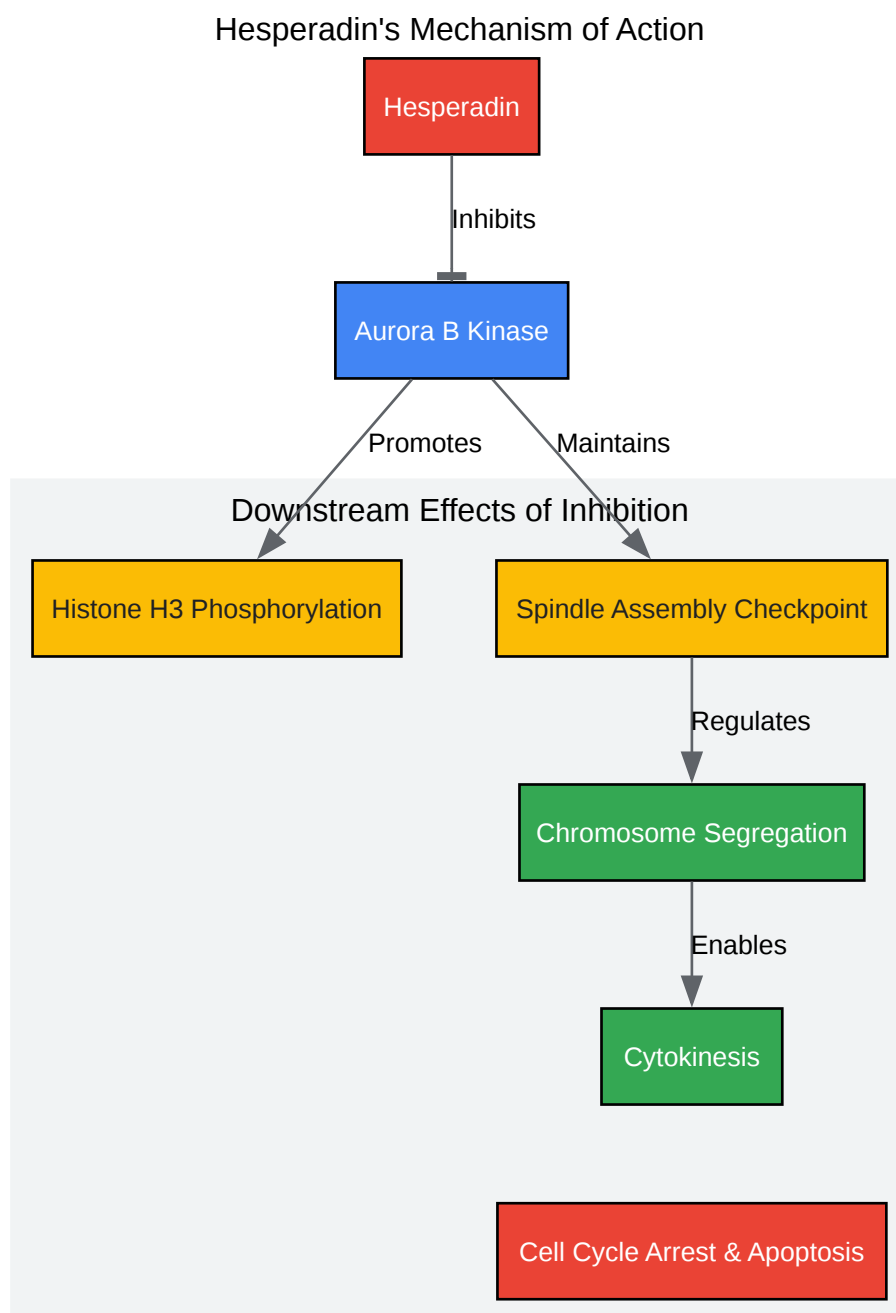 Hesperadin's Mechanism of Action
Hesperadin
Inhibits
Aurora B Kinase
Promotes
Maintains
Downstream Effects of Inhibition
Histone H3 Phosphorylation
Spindle Assembly Checkpoint
Regulates
Chromosome Segregation
Enables
Cytokinesis
Cell Cycle Arrest & Apoptosis